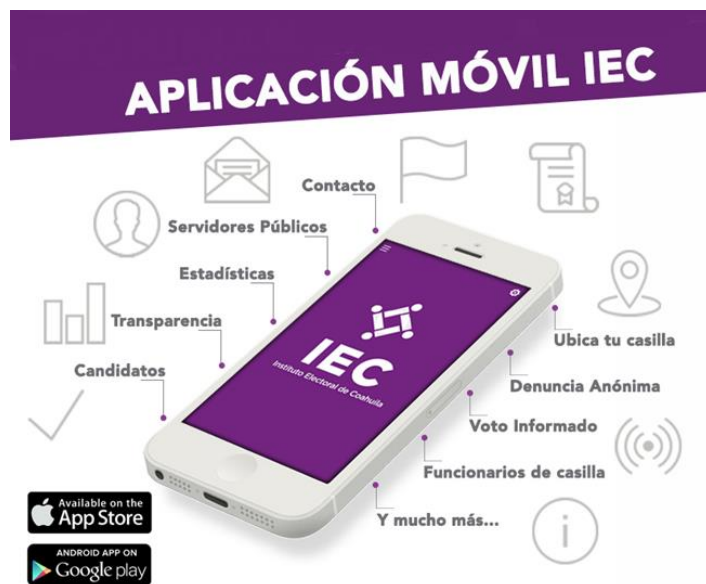 APLICACIÓN MÓVIL IEC
Contacto
Servidores Públicos
Estadísticas
Transparencia
Candidatos
IEC
Instituto Electoral de Coahuila
Ubica tu casilla
Denuncia Anónima
Voto Informado
Funcionarios de casilla
Y mucho más...
i
Available on the
App Store
ANDROID APP ON
Google play